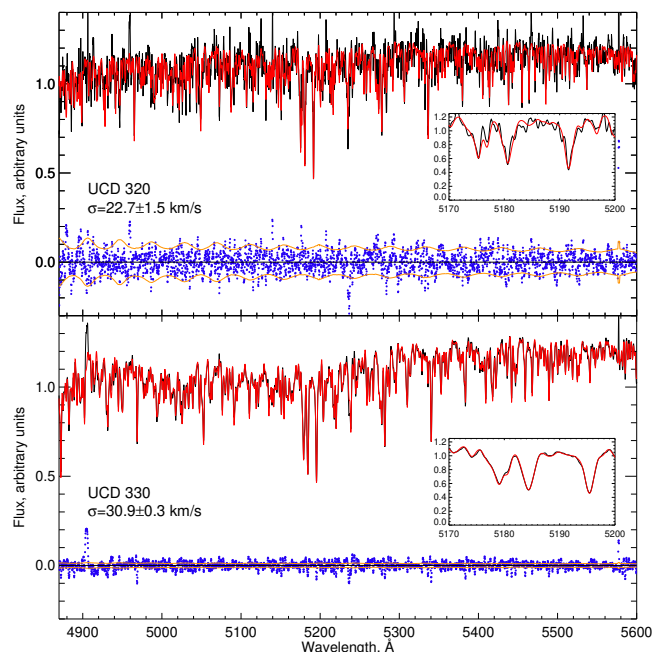 Flux, arbitrary units
1.0
0.5
0.0
UCD 320
σ=22.7±1.5 km/s
1.2
1.0
0.8
0.6
0.4
0.2
0.0
5170 5180 5190 5200
Flux, arbitrary units
1.0
0.5
0.0
UCD 330
σ=30.9±0.3 km/s
1.2
1.0
0.8
0.6
0.4
0.2
0.0
5170 5180 5190 5200
4900 5000 5100 5200 5300 5400 5500 5600
Wavelength, Å